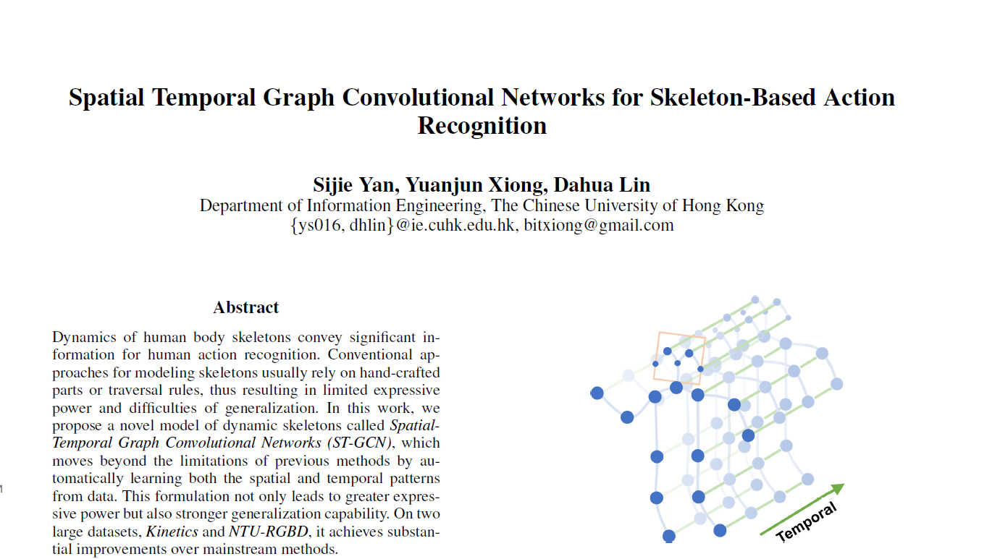 Spatial Temporal Graph Convolutional Networks for Skeleton-Based Action
Recognition
Sijie Yan, Yuanjun Xiong, Dahua Lin
Department of Information Engineering, The Chinese University of Hong Kong
{ys016, dhlin}@ie.cuhk.edu.hk, bitxiong@gmail.com
Abstract
Dynamics of human body skeletons convey significant in-
formation for human action recognition. Conventional ap-
proaches for modeling skeletons usually rely on hand-crafted
parts or traversal rules, thus resulting in limited expressive
power and difficulties of generalization. In this work, we
propose a novel model of dynamic skeletons called Spatial-
Temporal Graph Convolutional Networks (ST-GCN), which
moves beyond the limitations of previous methods by au-
tomatically learning both the spatial and temporal patterns
from data. This formulation not only leads to greater expres-
sive power but also stronger generalization capability. On two
large datasets, Kinetics and NTU-RGBD, it achieves substan-
tial improvements over mainstream methods.
Temporal